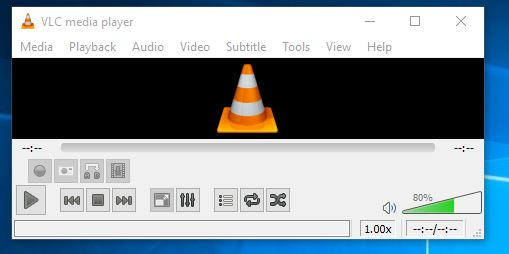 VLC media player
Media Playback Audio Video Subtitle Tools View Help
--:-- --:--
80%
1.00x --:--/--:--